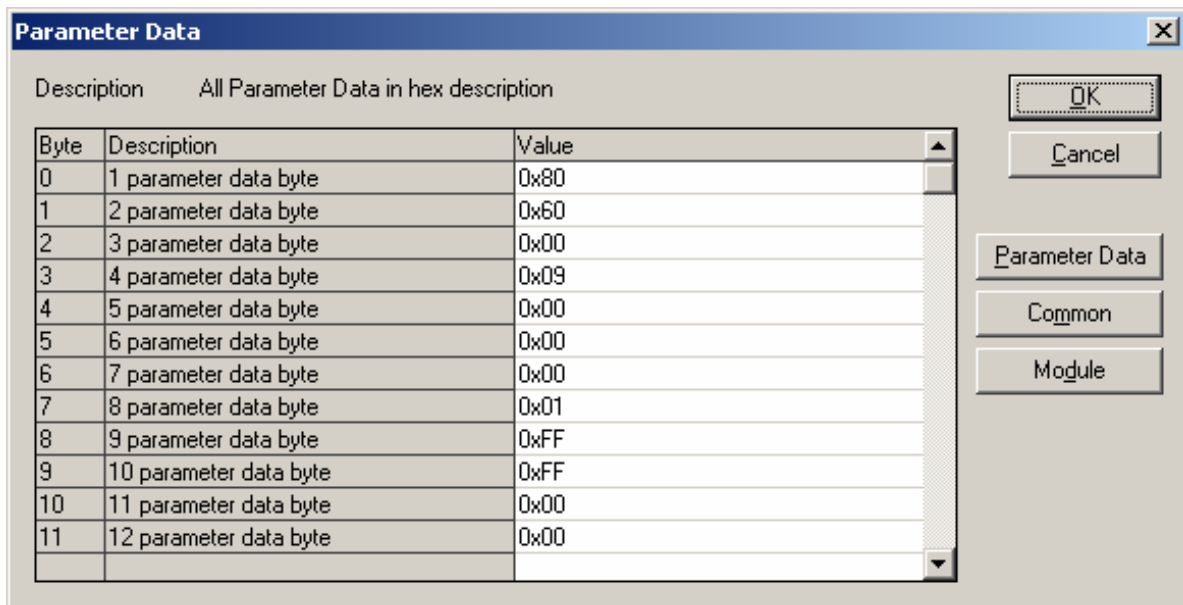 Parameter Data
Description All Parameter Data in hex description
OK
Cancel
Byte Description Value
0 1 parameter data byte 0x80
1 2 parameter data byte 0x60
2 3 parameter data byte 0x00
3 4 parameter data byte 0x09
4 5 parameter data byte 0x00
5 6 parameter data byte 0x00
6 7 parameter data byte 0x00
7 8 parameter data byte 0x01
8 9 parameter data byte 0xFF
9 10 parameter data byte 0xFF
10 11 parameter data byte 0x00
11 12 parameter data byte 0x00
Parameter Data
Common
Module